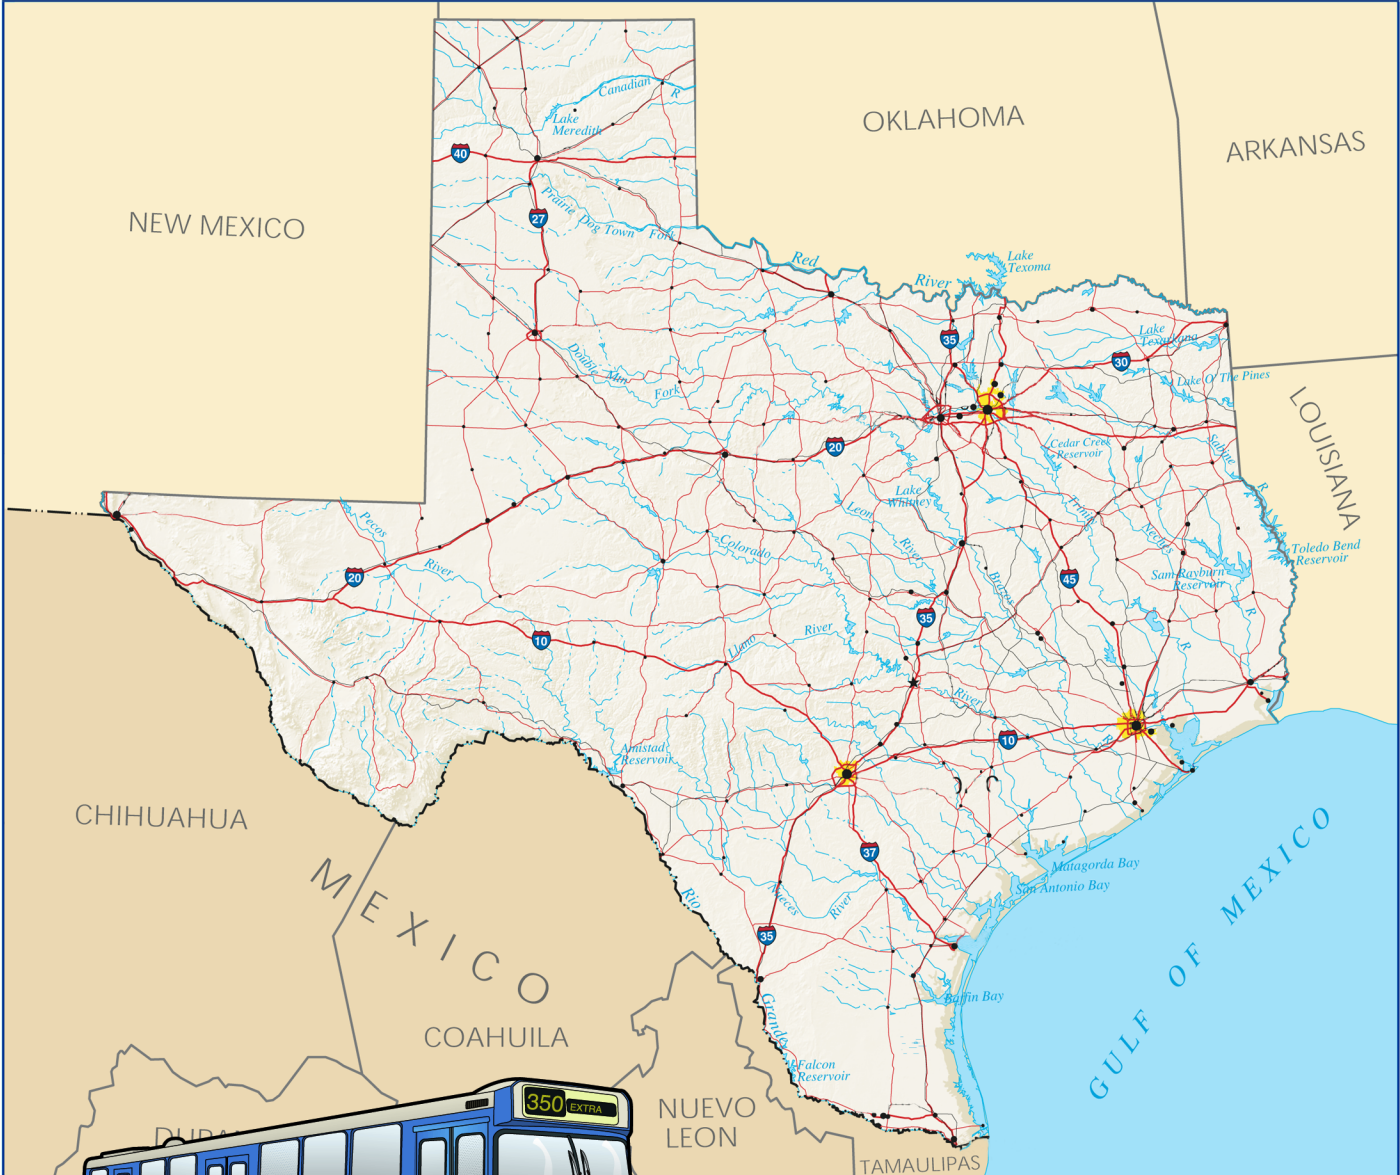 OKLAHOMA
ARKANSAS
NEW MEXICO
LOUISIANA
CHIHUAHUA
MEXICO
COAHUILA
NUEVO
LEON
TAMAULIPAS
GULF OF MEXICO
Canadian
R
Lake
Meredith
40
27
Prairie Dog Town Fork
Red
River
Lake
Texoma
35
30
Lake
Texarkana
Lake O' The Pines
Double Mtn
Fork
20
Cedar Creek
Reservoir
Sabine
R
Lake
Whitney
Leon
River
Trinity
Neches
Toledo Bend
Reservoir
Pecos
River
20
Colorado
Brazos
45
Sam Rayburn
Reservoir
R
R
10
Llano
River
35
River
10
Amistad
Reservoir
37
Matagorda Bay
San Antonio Bay
Rio
Nueces
River
35
Baffin Bay
Grande
Falcon
Reservoir
350 EXTRA